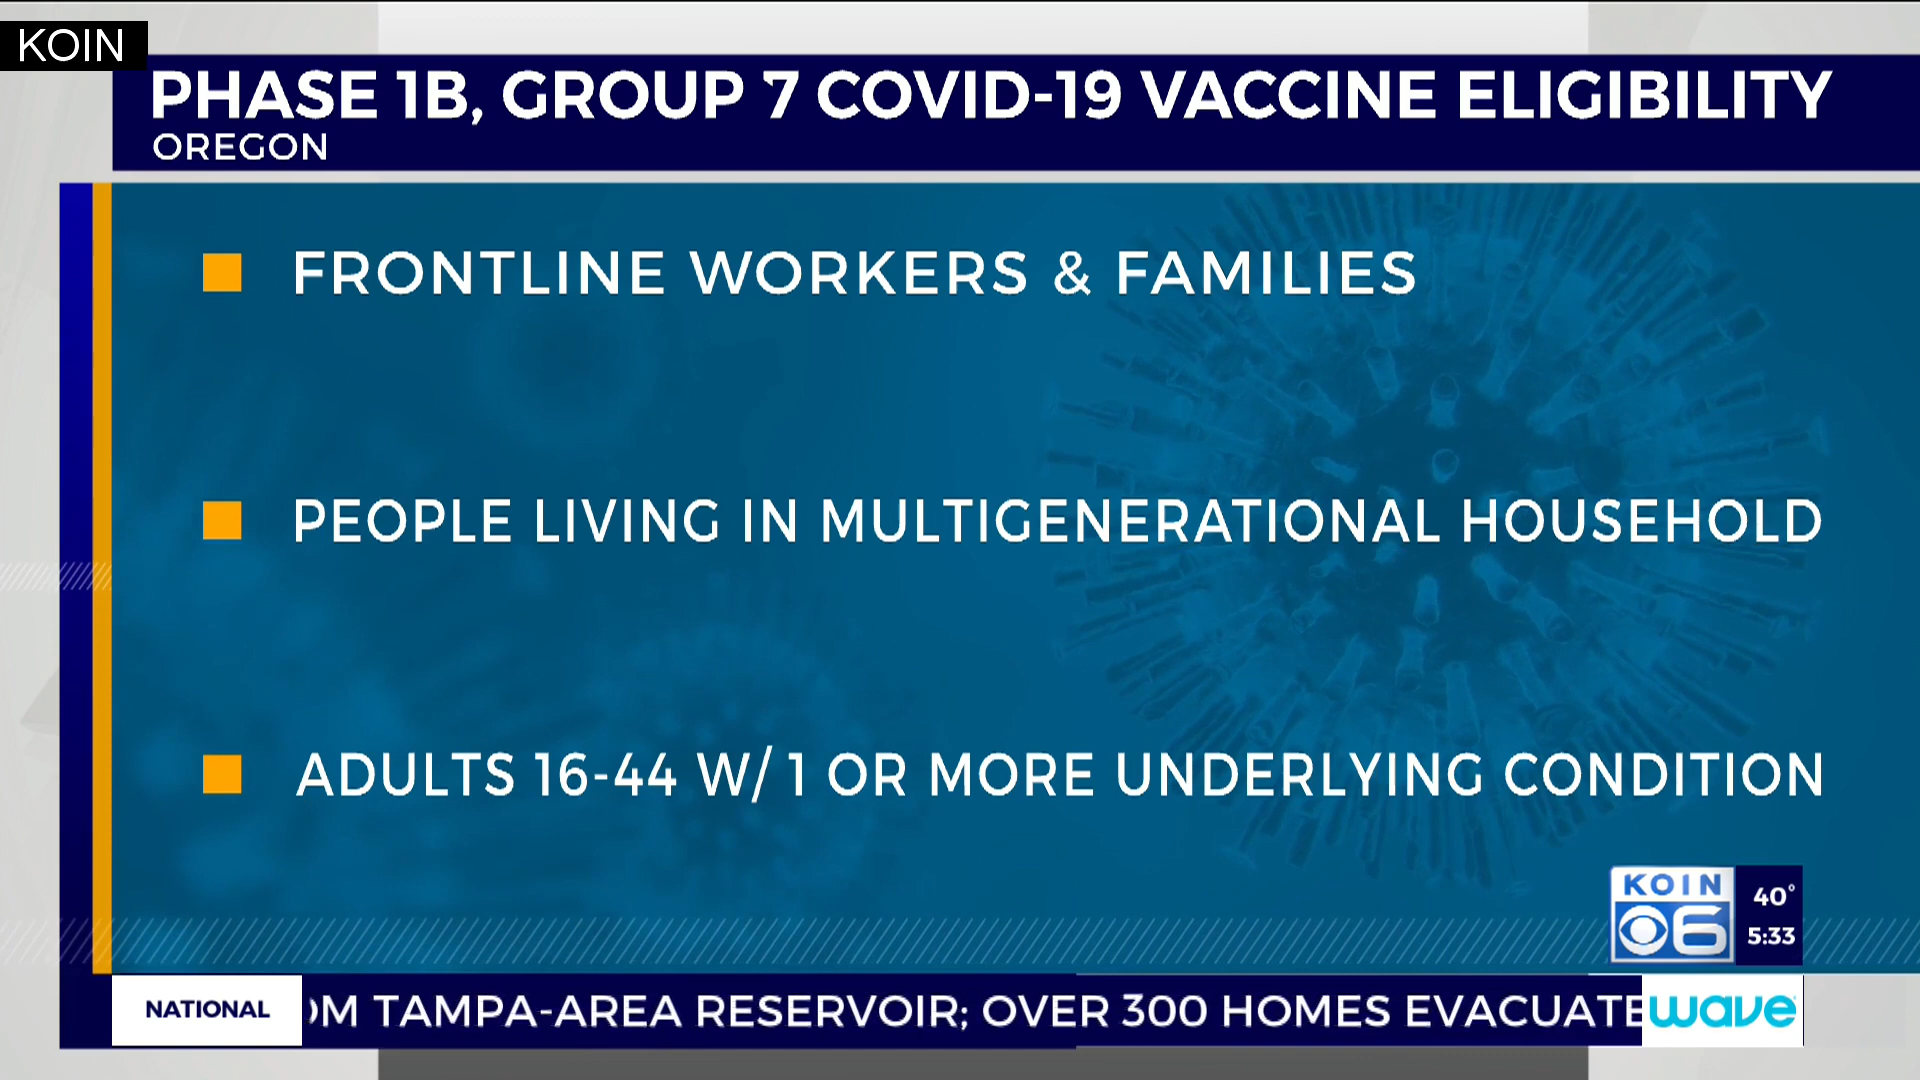 KOIN
PHASE 1B, GROUP 7 COVID-19 VACCINE ELIGIBILITY
OREGON
FRONTLINE WORKERS & FAMILIES
PEOPLE LIVING IN MULTIGENERATIONAL HOUSEHOLD
ADULTS 16-44 W/ 1 OR MORE UNDERLYING CONDITION
KOIN
6
40°
5:33
NATIONAL
TAMPA-AREA RESERVOIR; OVER 300 HOMES EVACUATE
wave